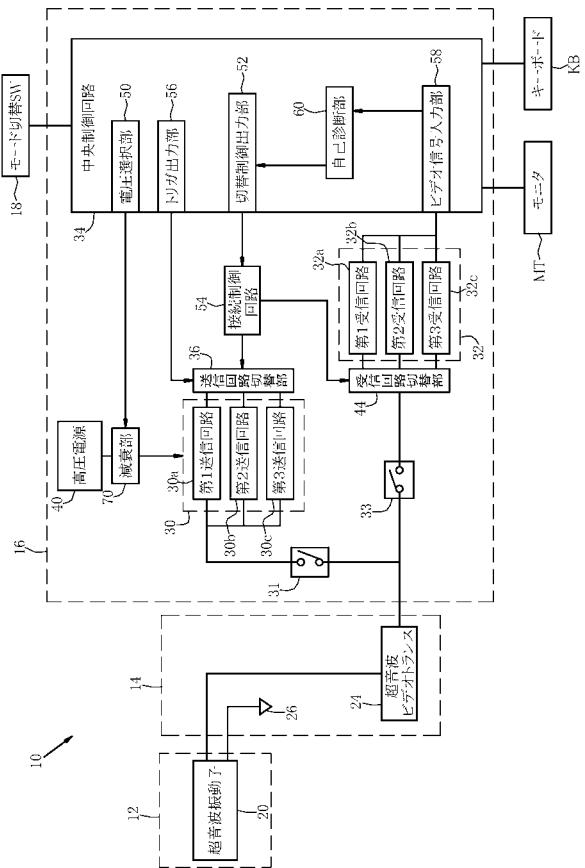 10
12
超音波振動子
20
14
26
超音波
ビデオトランス
24
16
高圧電源
40
減衰部
70
30
30a
第1送信回路
30b
第2送信回路
30c
第3送信回路
31
33
36
送信回路切替部
54
接続制御
回路
44
受信回路切替部
32
32a
第1受信回路
32b
第2受信回路
32c
第3受信回路
18
モード切替SW
34
中央制御回路
電圧選択部
50
トリガ出力部
56
切替制御出力部
52
自己診断部
60
ビデオ信号入力部
58
モニタ
MT
キーボード
KB